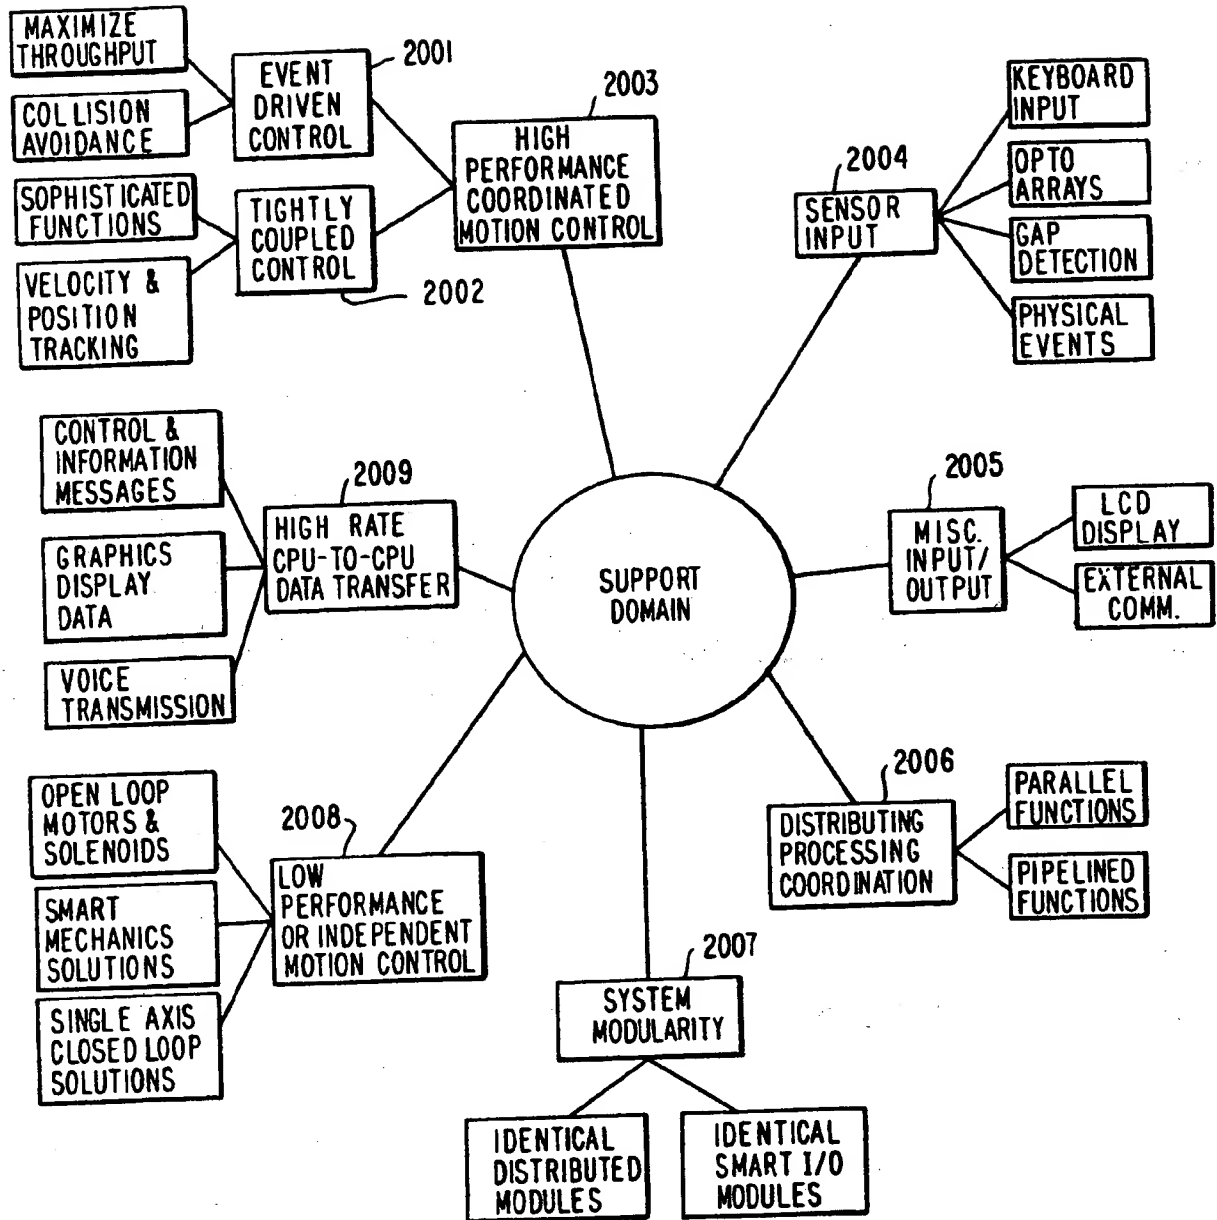 MAXIMIZE
THROUGHPUT
COLLISION
AVOIDANCE
SOPHISTICATED
FUNCTIONS
VELOCITY &
POSITION
TRACKING
EVENT
DRIVEN
CONTROL
2001
TIGHTLY
COUPLED
CONTROL
2002
2003
HIGH
PERFORMANCE
COORDINATED
MOTION CONTROL
2004
SENSOR
INPUT
KEYBOARD
INPUT
OPTO
ARRAYS
GAP
DETECTION
PHYSICAL
EVENTS
CONTROL &
INFORMATION
MESSAGES
GRAPHICS
DISPLAY
DATA
VOICE
TRANSMISSION
2009
HIGH RATE
CPU-TO-CPU
DATA TRANSFER
SUPPORT
DOMAIN
2005
MISC.
INPUT/
OUTPUT
LCD
DISPLAY
EXTERNAL
COMM.
OPEN LOOP
MOTORS &
SOLENOIDS
SMART
MECHANICS
SOLUTIONS
SINGLE AXIS
CLOSED LOOP
SOLUTIONS
2008
LOW
PERFORMANCE
OR INDEPENDENT
MOTION CONTROL
2006
DISTRIBUTING
PROCESSING
COORDINATION
PARALLEL
FUNCTIONS
PIPELINED
FUNCTIONS
2007
SYSTEM
MODULARITY
IDENTICAL
DISTRIBUTED
MODULES
IDENTICAL
SMART I/O
MODULES